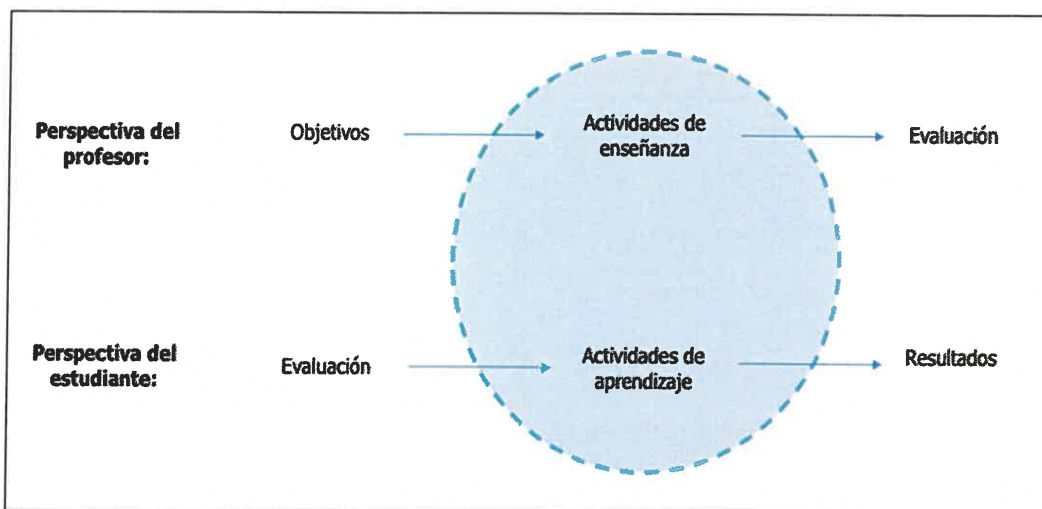 Perspectiva del
profesor:
Objetivos
Actividades de
enseñanza
Evaluación
Perspectiva del
estudiante:
Evaluación
Actividades de
aprendizaje
Resultados